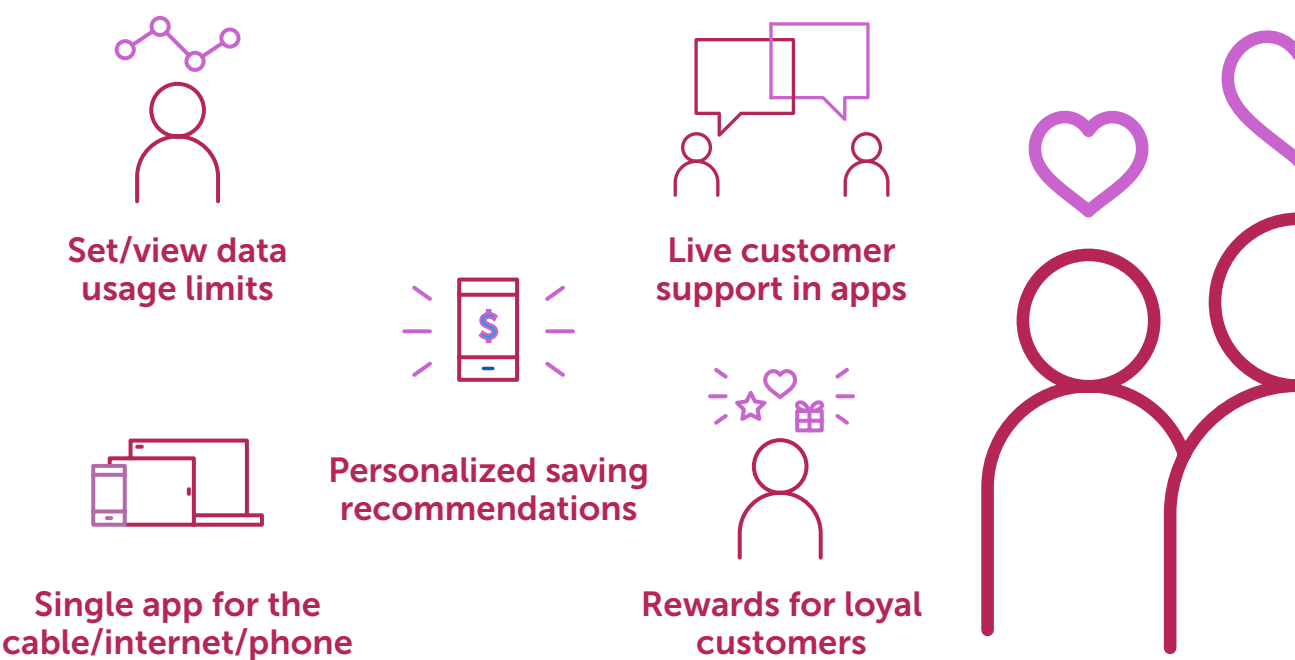 Set/view data
usage limits
Live customer
support in apps
$
Personalized saving
recommendations
Single app for the
cable/internet/phone
Rewards for loyal
customers